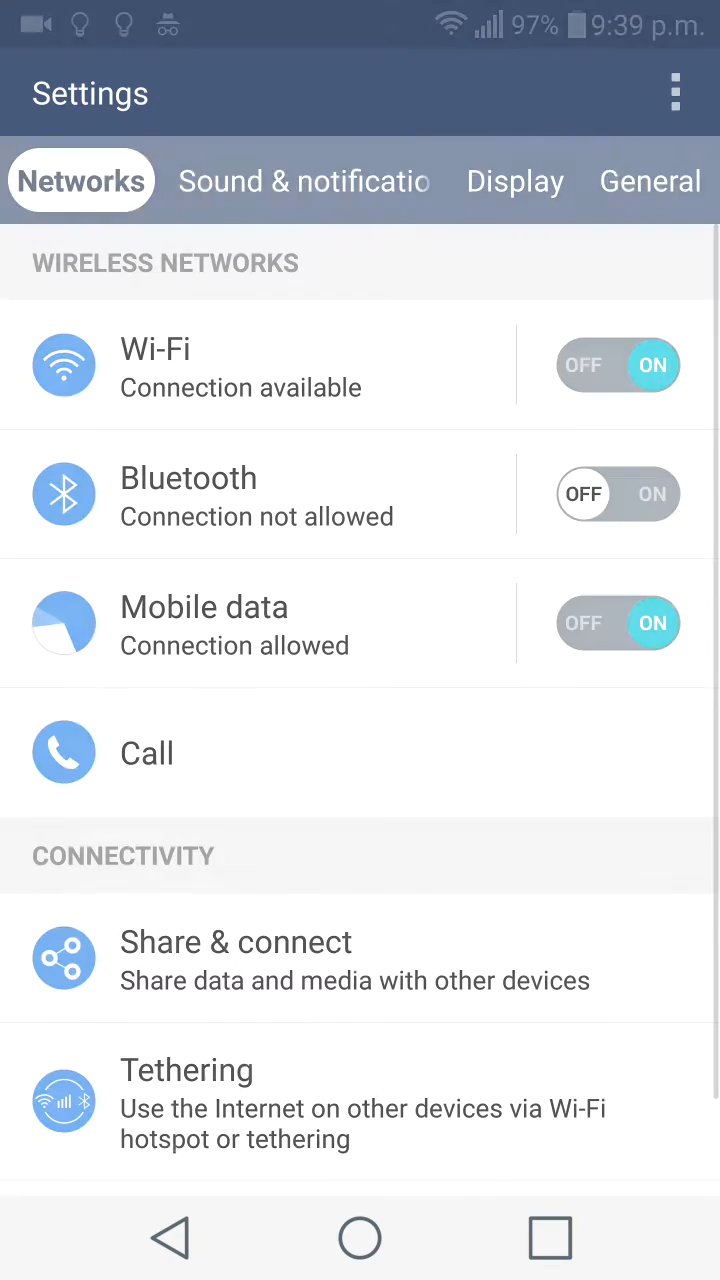 97% 9:39 p.m.
Settings
Networks Sound & notificatio Display General
WIRELESS NETWORKS
Wi-Fi
Connection available
OFF ON
Bluetooth
Connection not allowed
OFF ON
Mobile data
Connection allowed
OFF ON
Call
CONNECTIVITY
Share & connect
Share data and media with other devices
Tethering
Use the Internet on other devices via Wi-Fi
hotspot or tethering